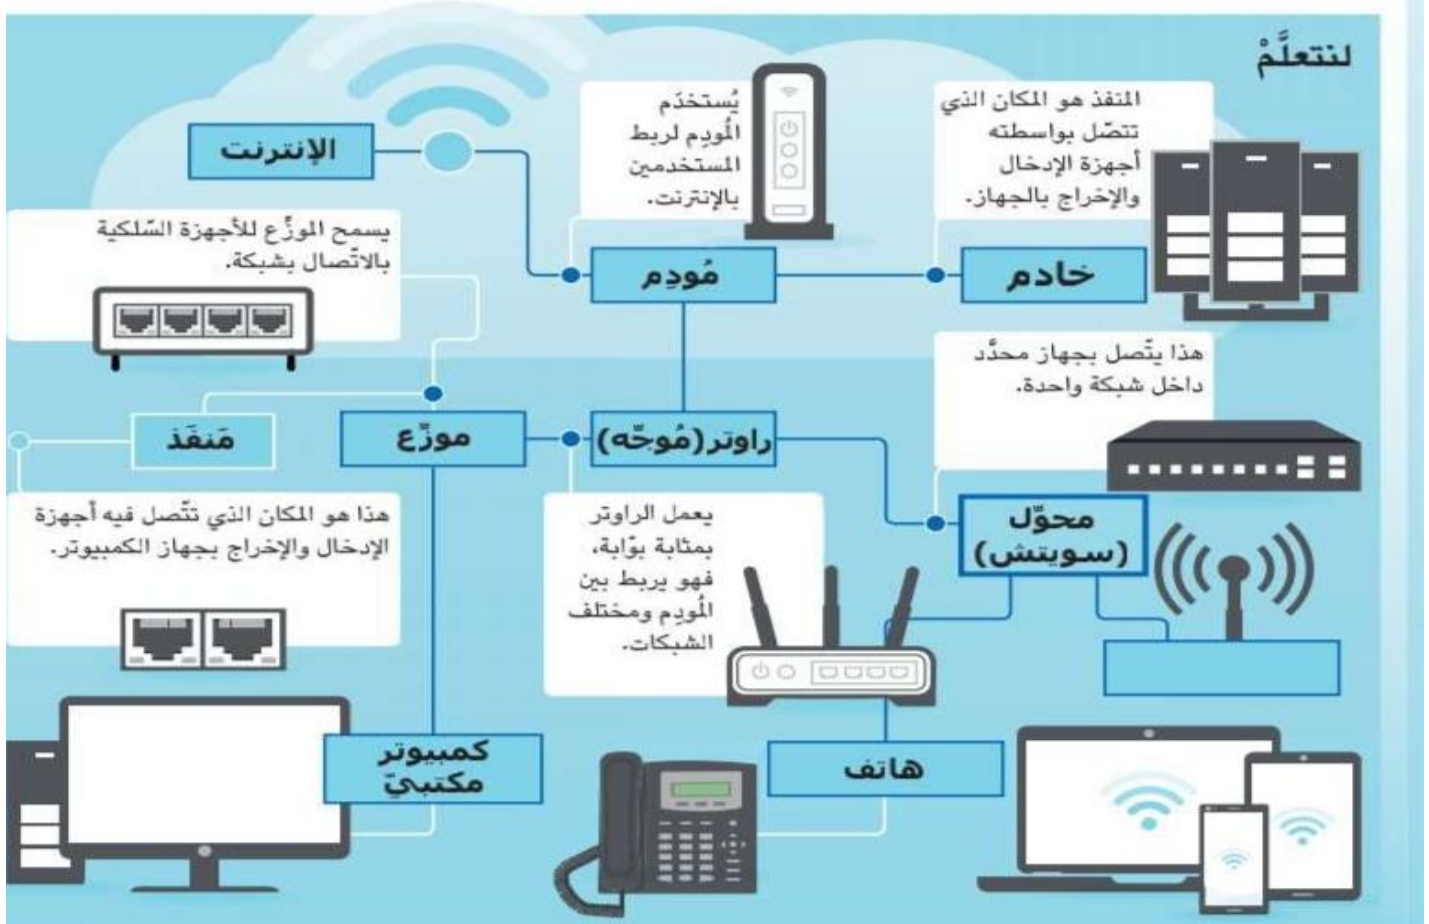 لنتعلَّمْ
المنفذ هو المكان الذي
تتصّل بواسطته
أجهزة الإدخال
والإخراج بالجهاز.
يُستخدَم
المُودِم لربط
المستخدمين
بالإنترنت.
الإنترنت
يسمح الموزِّع للأجهزة السّلكية
بالاتّصال بشبكة.
خادم
مُودِم
هذا يتّصل بجهاز محدَّد
داخل شبكة واحدة.
راوتر(مُوجّه)
موزّع
مَنفَذ
محوّل
(سويتش)
يعمل الراوتر
بمثابة بوّابة،
فهو يربط بين
المُودِم ومختلف
الشبكات.
هذا هو المكان الذي تتّصل فيه أجهزة
الإدخال والإخراج بجهاز الكمبيوتر.
هاتف
كمبيوتر
مكتبيّ